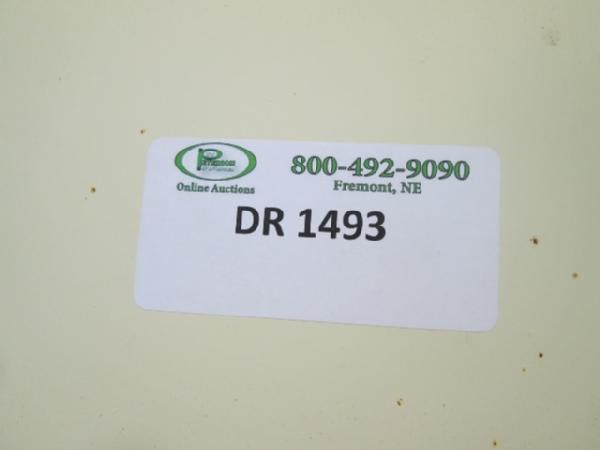 800-492-9090
Fremont, NE
Online Auctions
DR 1493